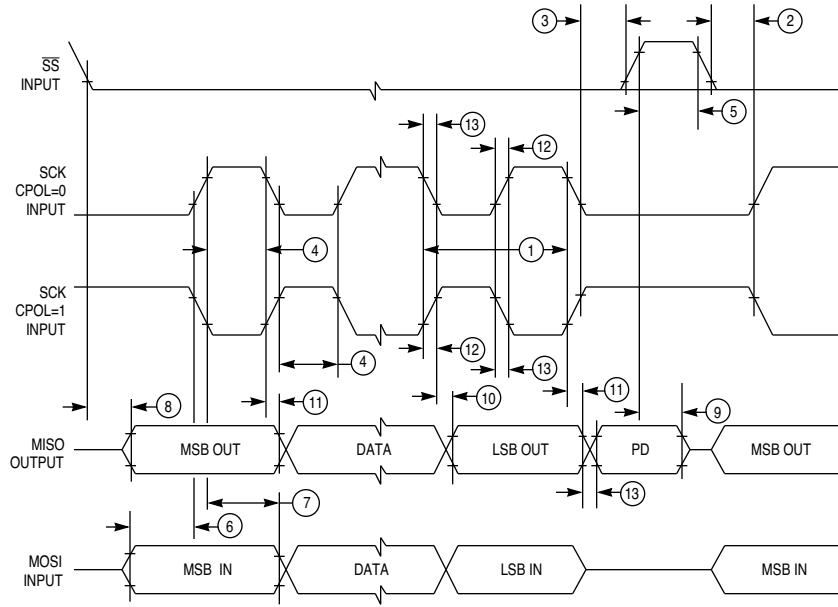 3
2
SS
INPUT
5
13
12
SCK
CPOL=0
INPUT
4
1
SCK
CPOL=1
INPUT
4
12
13
8
11
10
11
9
MISO
OUTPUT
MSB OUT
DATA
LSB OUT
PD
MSB OUT
7
13
6
MOSI
INPUT
MSB IN
DATA
LSB IN
MSB IN